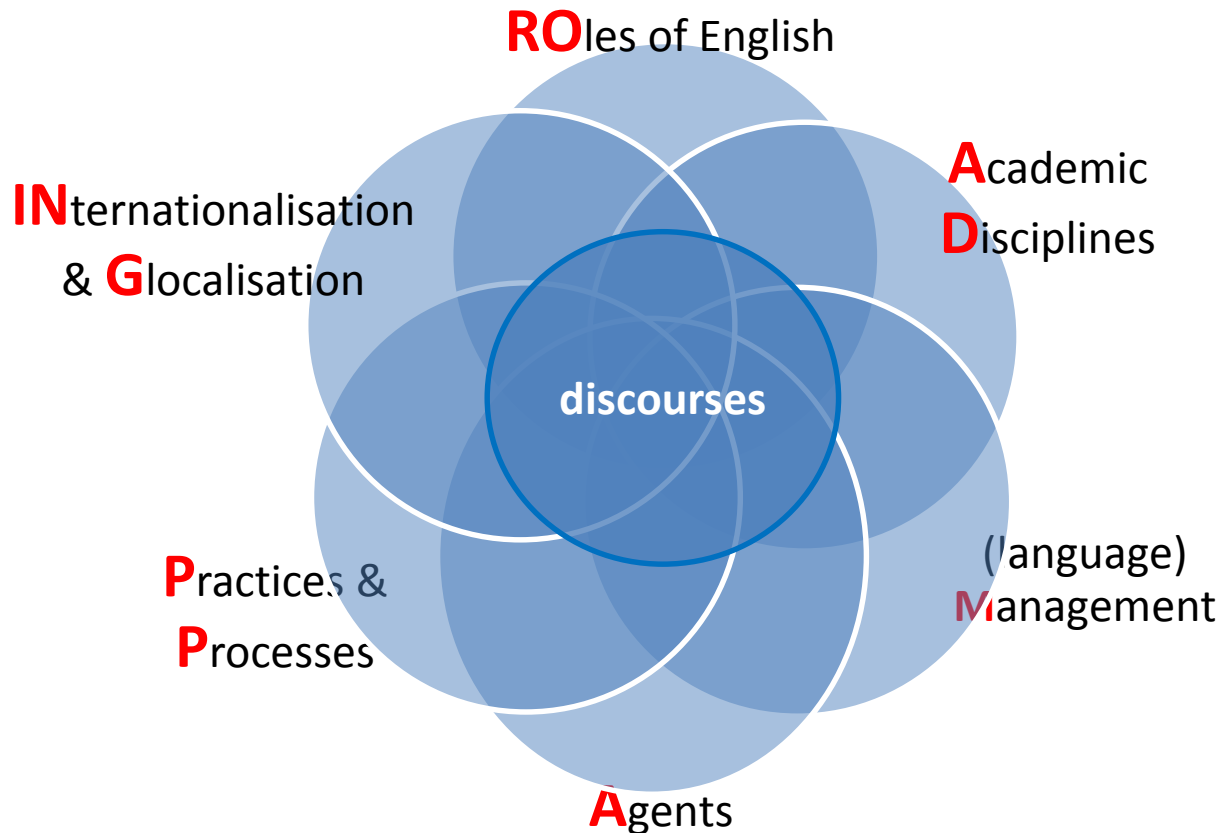 ROles of English
Academic
Disciplines
(language)
Management
Agents
Practices &
Processes
INternationalisation
& Glocalisation
discourses